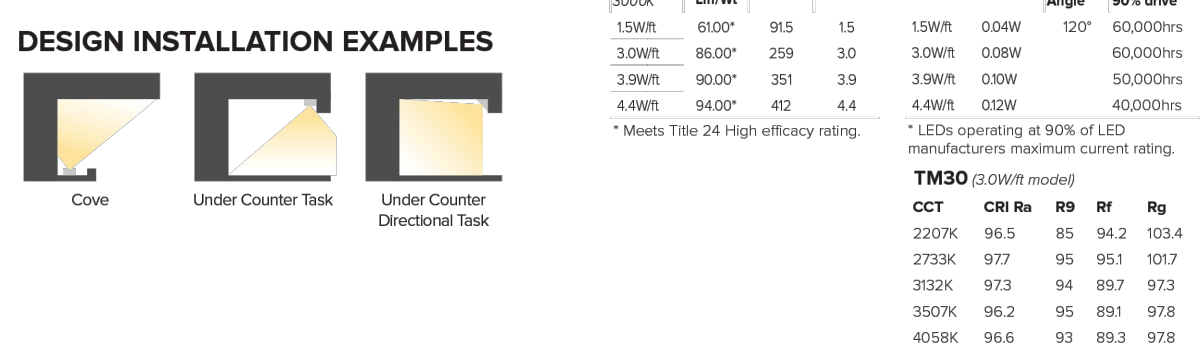 DESIGN INSTALLATION EXAMPLES
Cove
Under Counter Task
Under Counter
Directional Task
3000K Lm/Wt
1.5W/ft 61.00* 91.5 1.5
3.0W/ft 86.00* 259 3.0
3.9W/ft 90.00* 351 3.9
4.4W/ft 94.00* 412 4.4
* Meets Title 24 High efficacy rating.
Angle 90% drive
1.5W/ft 0.04W 120° 60,000hrs
3.0W/ft 0.08W 60,000hrs
3.9W/ft 0.10W 50,000hrs
4.4W/ft 0.12W 40,000hrs
* LEDs operating at 90% of LED
manufacturers maximum current rating.
TM30 (3.0W/ft model)
CCT CRI Ra R9 Rf Rg
2207K 96.5 85 94.2 103.4
2733K 97.7 95 95.1 101.7
3132K 97.3 94 89.7 97.3
3507K 96.2 95 89.1 97.8
4058K 96.6 93 89.3 97.8